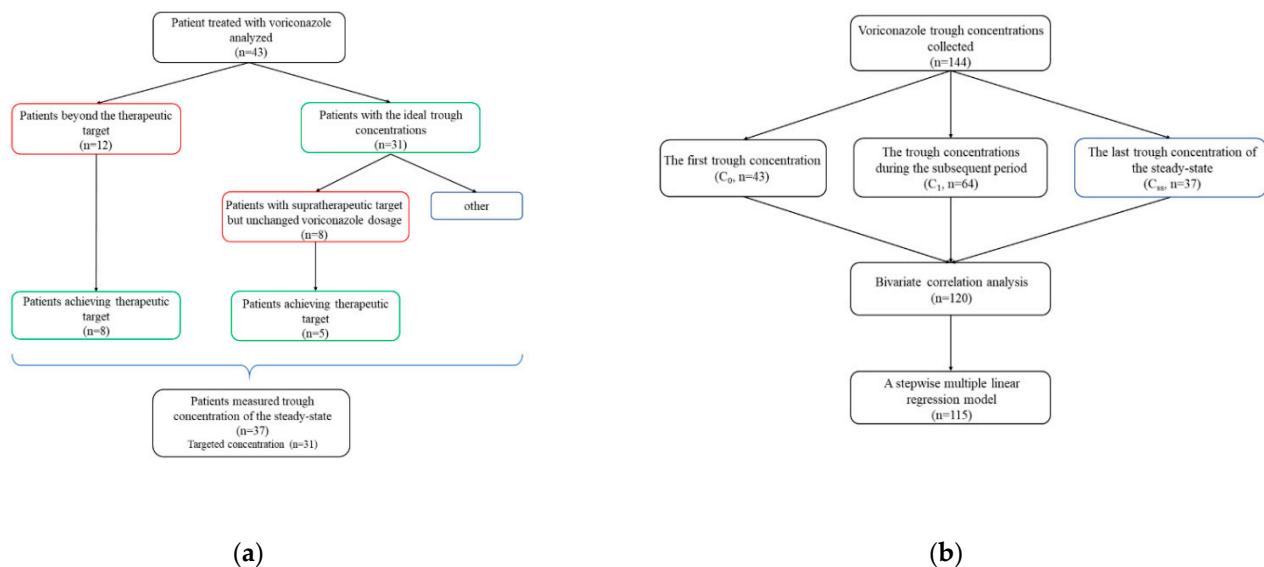 Patient treated with voriconazole
analyzed
(n=43)
Patients beyond the therapeutic
target
(n=12)
Patients with the ideal trough
concentrations
(n=31)
Patients with supratherapeutic target
but unchanged voriconazole dosage
(n=8)
other
Patients achieving therapeutic
target
(n=8)
Patients achieving therapeutic
target
(n=5)
Patients measured trough
concentration of the steady-state
(n=37)
Targeted concentration (n=31)
(a)
Voriconazole trough concentrations
collected
(n=144)
The first trough concentration
(C₀, n=43)
The trough concentrations
during the subsequent period
(C₁, n=64)
The last trough concentration of
the steady-state
(Cₛₛ, n=37)
Bivariate correlation analysis
(n=120)
A stepwise multiple linear
regression model
(n=115)
(b)